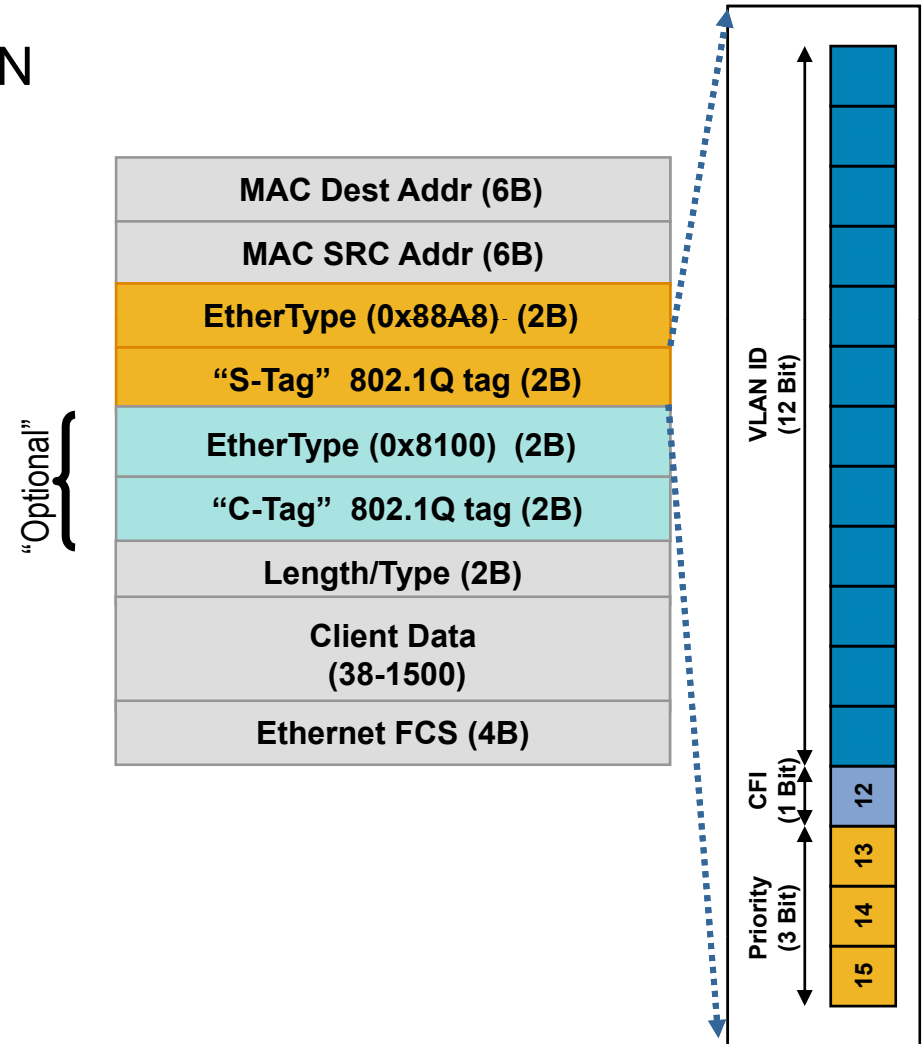 N
MAC Dest Addr (6B)
MAC SRC Addr (6B)
EtherType (0x88A8) (2B)
“S-Tag” 802.1Q tag (2B)
EtherType (0x8100) (2B)
“C-Tag” 802.1Q tag (2B)
Length/Type (2B)
Client Data
(38-1500)
Ethernet FCS (4B)
“Optional”
VLAN ID
(12 Bit)
CFI
(1 Bit)
Priority
(3 Bit)
12
13
14
15